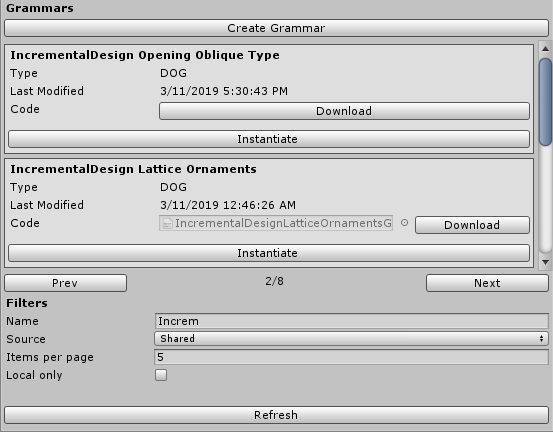 Grammars
Create Grammar
IncrementalDesign Opening Oblique Type
Type DOG
Last Modified 3/11/2019 5:30:43 PM
Code Download
Instantiate
IncrementalDesign Lattice Ornaments
Type DOG
Last Modified 3/11/2019 12:46:26 AM
Code IncrementalDesignLatticeOrnamentsG Download
Instantiate
Prev 2/8 Next
Filters
Name Increm
Source Shared
Items per page 5
Local only
Refresh